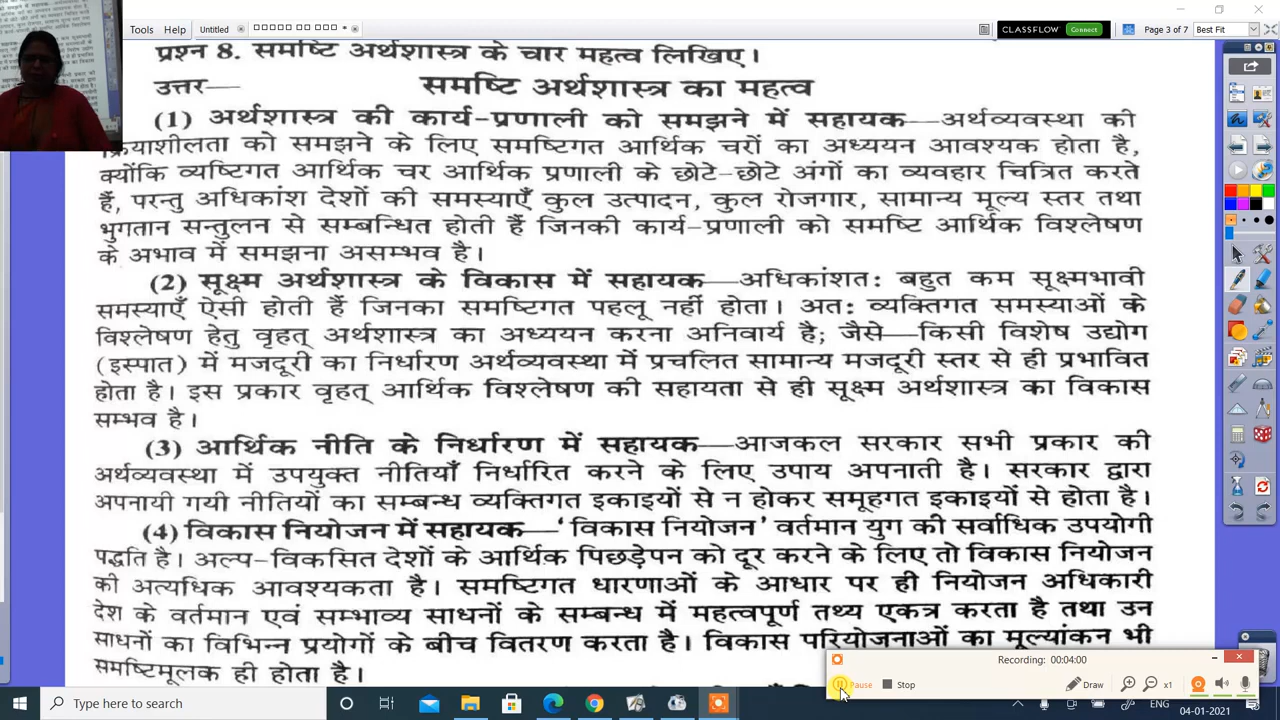 Tools Help Untitled
CLASSFLOW Connect Page 3 of 7 Best Fit
प्रश्न 8. समष्टि अर्थशास्त्र के चार महत्व लिखिए।
उत्तर— समष्टि अर्थशास्त्र का महत्व
(1) अर्थशास्त्र की कार्य-प्रणाली को समझने में सहायक—अर्थव्यवस्था की
क्रियाशीलता को समझने के लिए समष्टिगत आर्थिक चरों का अध्ययन आवश्यक होता है,
क्योंकि व्यष्टिगत आर्थिक चर आर्थिक प्रणाली के छोटे-छोटे अंगों का व्यवहार चित्रित करते
हैं, परन्तु अधिकांश देशों की समस्याएँ कुल उत्पादन, कुल रोजगार, सामान्य मूल्य स्तर तथा
भुगतान सन्तुलन से सम्बन्धित होती हैं जिनकी कार्य-प्रणाली को समष्टि आर्थिक विश्लेषण
के अभाव में समझना असम्भव है।
(2) सूक्ष्म अर्थशास्त्र के विकास में सहायक—अधिकांशत: बहुत कम सूक्ष्मभावी
समस्याएँ ऐसी होती हैं जिनका समष्टिगत पहलू नहीं होता। अत: व्यक्तिगत समस्याओं के
विश्लेषण हेतु वृहत् अर्थशास्त्र का अध्ययन करना अनिवार्य है; जैसे—किसी विशेष उद्योग
(इस्पात) में मजदूरी का निर्धारण अर्थव्यवस्था में प्रचलित सामान्य मजदूरी स्तर से ही प्रभावित
होता है। इस प्रकार वृहत् आर्थिक विश्लेषण की सहायता से ही सूक्ष्म अर्थशास्त्र का विकास
सम्भव है।
(3) आर्थिक नीति के निर्धारण में सहायक—आजकल सरकार सभी प्रकार की
अर्थव्यवस्था में उपयुक्त नीतियाँ निर्धारित करने के लिए उपाय अपनाती है। सरकार द्वारा
अपनायी गयी नीतियों का सम्बन्ध व्यक्तिगत इकाइयों से न होकर समूहगत इकाइयों से होता है।
(4) विकास नियोजन में सहायक—'विकास नियोजन' वर्तमान युग की सर्वाधिक उपयोगी
पद्धति है। अल्प-विकसित देशों के आर्थिक पिछड़ेपन को दूर करने के लिए तो विकास नियोजन
की अत्यधिक आवश्यकता है। समष्टिगत धारणाओं के आधार पर ही नियोजन अधिकारी
देश के वर्तमान एवं सम्भाव्य साधनों के सम्बन्ध में महत्वपूर्ण तथ्य एकत्र करता है तथा उन
साधनों का विभिन्न प्रयोगों के बीच वितरण करता है। विकास परियोजनाओं का मूल्यांकन भी
समष्टिमूलक ही होता है।
Recording: 00:04:00
Pause Stop Draw x1
Type here to search
ENG
04-01-2021